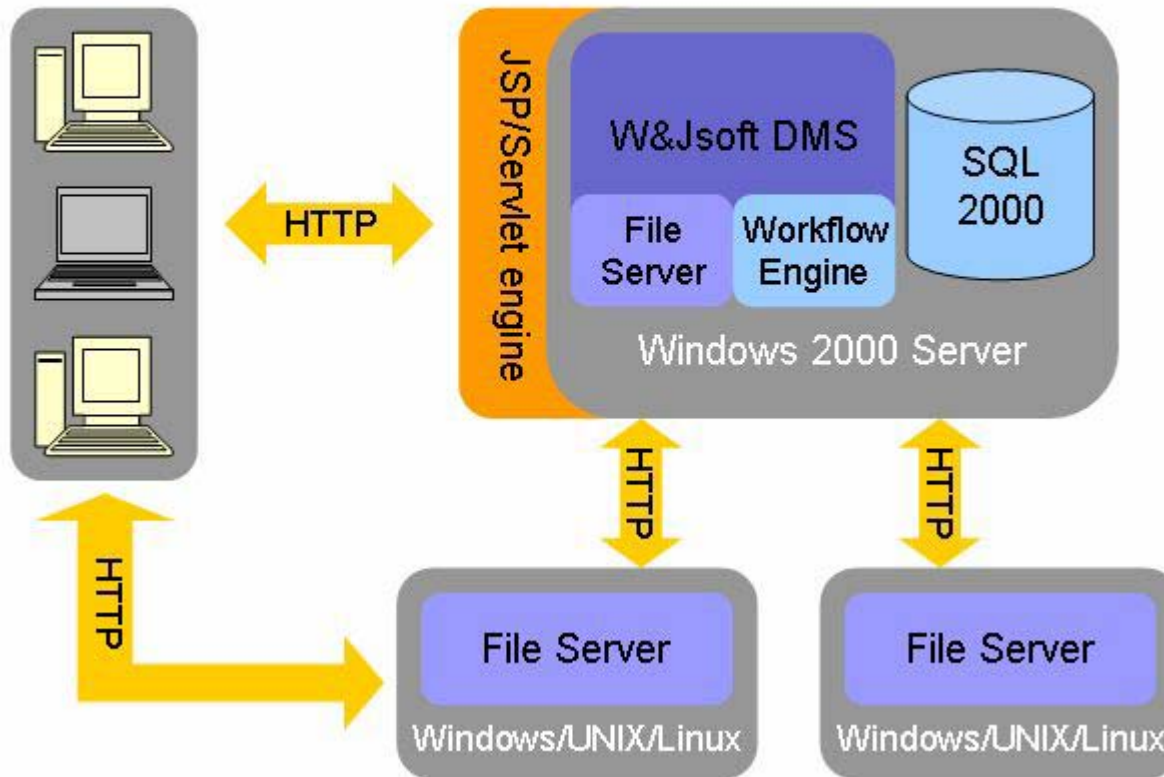 HTTP
JSP/Servlet engine
W&Jsoft DMS
File
Server
Workflow
Engine
SQL
2000
Windows 2000 Server
HTTP
HTTP
HTTP
File Server
Windows/UNIX/Linux
File Server
Windows/UNIX/Linux